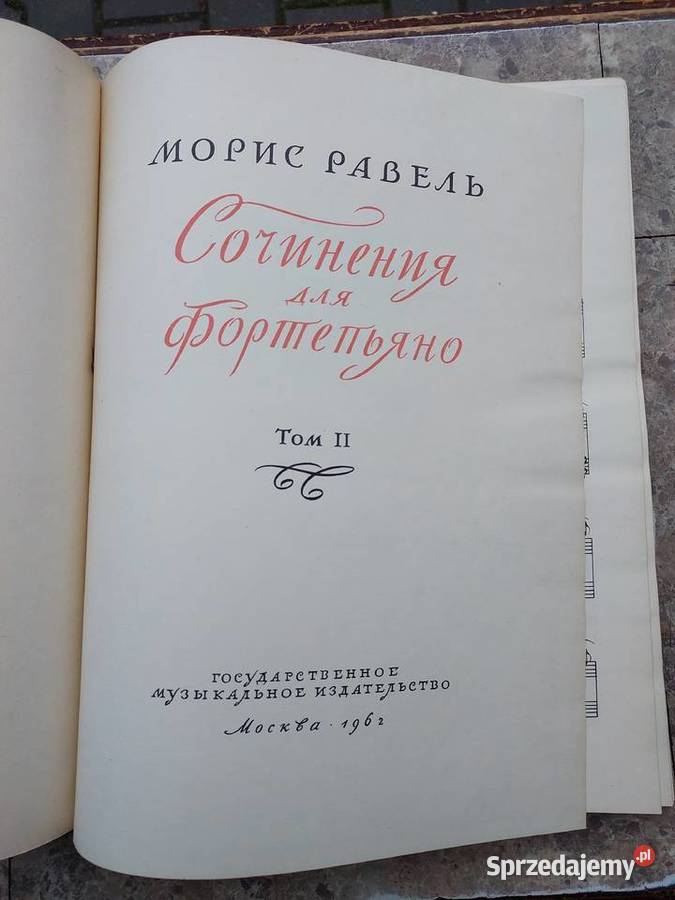 МОРИС РАВЕЛЬ
Сочинения
для
фортепьяно
Том II
ГОСУДАРСТВЕННОЕ
МУЗЫКАЛЬНОЕ ИЗДАТЕЛЬСТВО
Москва · 1962
Sprzedajemy.pl